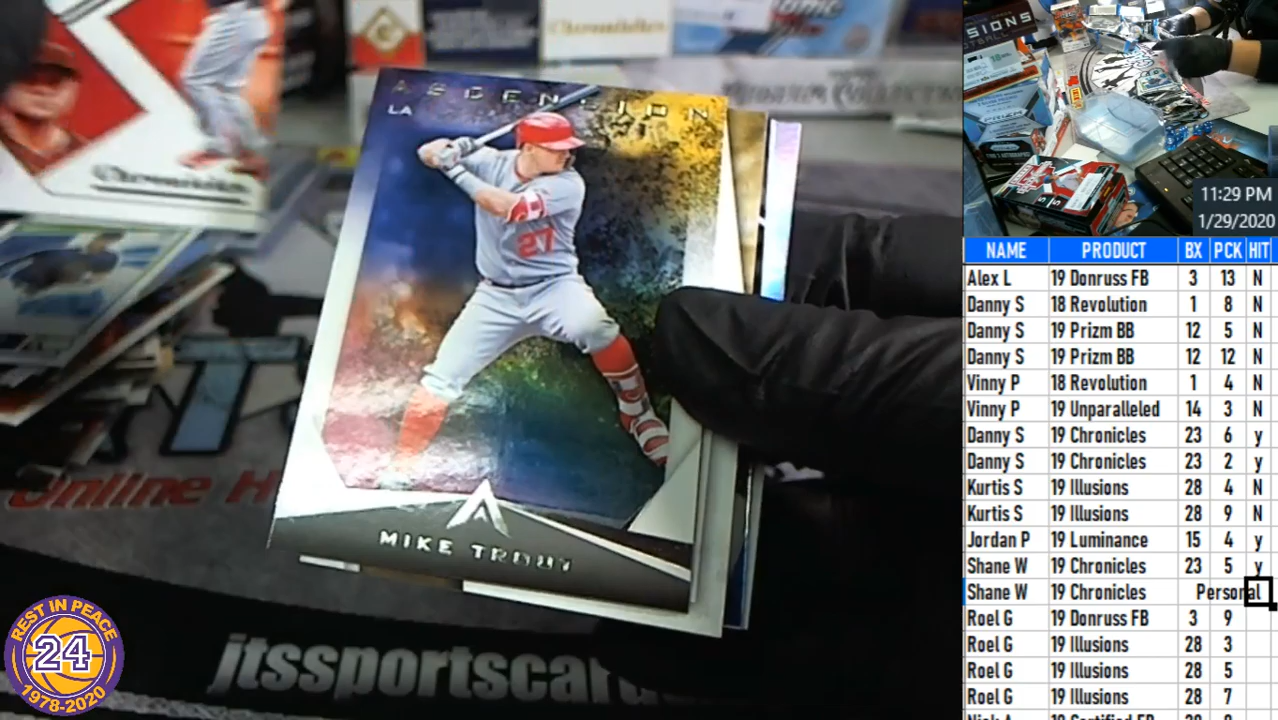 Chronicles
SIONS
Chronicles
ASCENSION
LA
27
MIKE TROUT
A
Online H
jtssportscar
REST IN PEACE
24
1978-2020
11:29 PM
1/29/2020
NAME PRODUCT BX PCK HIT
Alex L 19 Donruss FB 3 13 N
Danny S 18 Revolution 1 8 N
Danny S 19 Prizm BB 12 5 N
Danny S 19 Prizm BB 12 12 N
Vinny P 18 Revolution 1 4 N
Vinny P 19 Unparalleled 14 3 N
Danny S 19 Chronicles 23 6 y
Danny S 19 Chronicles 23 2 y
Kurtis S 19 Illusions 28 4 N
Kurtis S 19 Illusions 28 9 N
Jordan P 19 Luminance 15 4 y
Shane W 19 Chronicles 23 5 y
Shane W 19 Chronicles Personal
Roel G 19 Donruss FB 3 9
Roel G 19 Illusions 28 3
Roel G 19 Illusions 28 5
Roel G 19 Illusions 28 7